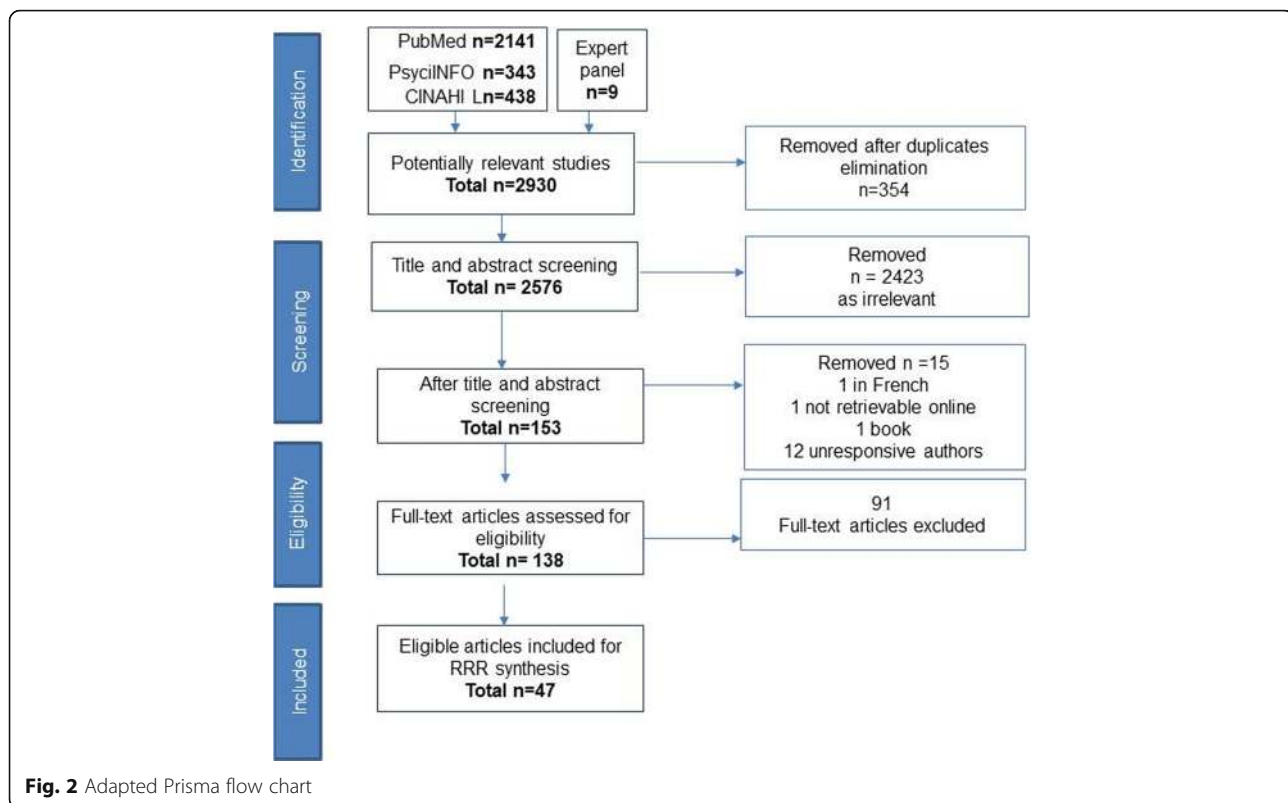 Identification
PubMed n=2141
PsyciINFO n=343
CINAHI Ln=438
Expert
panel
n=9
Potentially relevant studies
Total n=2930
Removed after duplicates
elimination
n=354
Screening
Title and abstract screening
Total n= 2576
Removed
n = 2423
as irrelevant
After title and abstract
screening
Total n=153
Removed n =15
1 in French
1 not retrievable online
1 book
12 unresponsive authors
Eligibility
Full-text articles assessed for
eligibility
Total n= 138
91
Full-text articles excluded
Included
Eligible articles included for
RRR synthesis
Total n=47
Fig. 2 Adapted Prisma flow chart